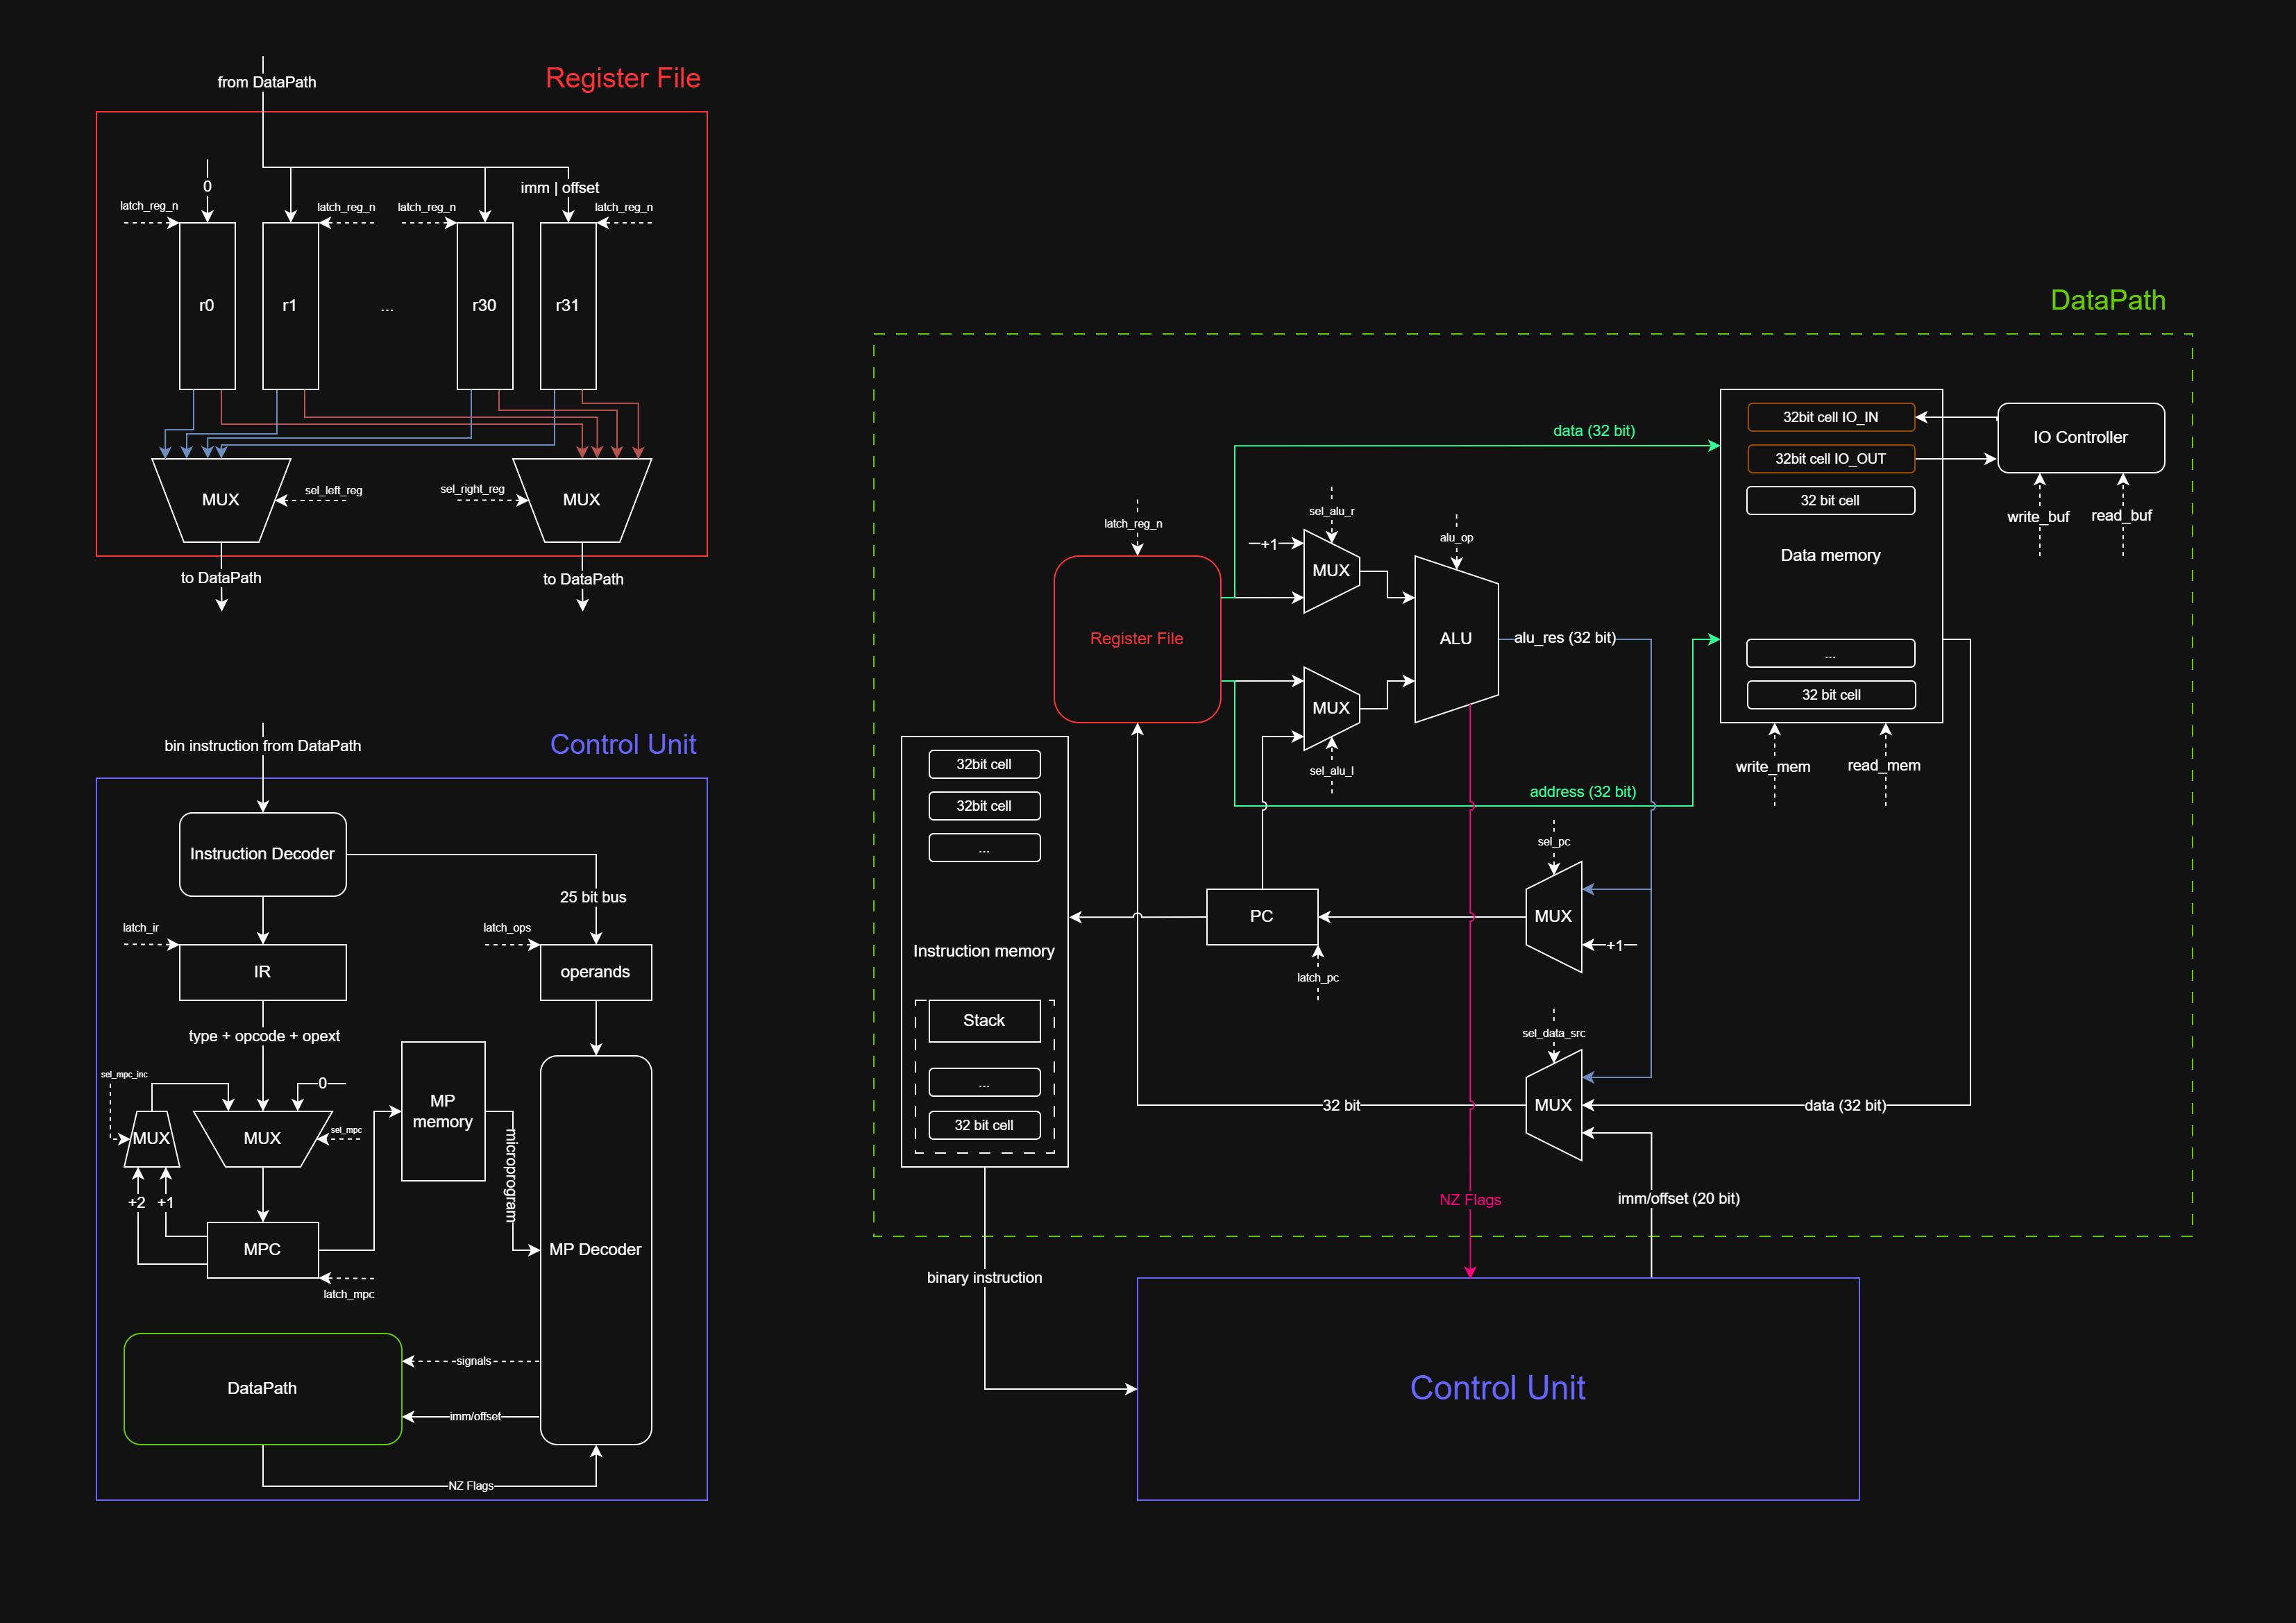 Register File
from DataPath
0
imm | offset
latch_reg_n
latch_reg_n
latch_reg_n
latch_reg_n
r0
r1
...
r30
r31
MUX
sel_left_reg
sel_right_reg
MUX
to DataPath
to DataPath
Control Unit
bin instruction from DataPath
Instruction Decoder
25 bit bus
latch_ir
latch_ops
IR
operands
type + opcode + opext
sel_mpc_inc
0
MP
memory
MUX
MUX
sel_mpc
microprogram
+2
+1
MPC
MP Decoder
latch_mpc
DataPath
signals
imm/offset
NZ Flags
DataPath
data (32 bit)
32bit cell IO_IN
32bit cell IO_OUT
IO Controller
32 bit cell
write_buf
read_buf
Data memory
...
32 bit cell
write_mem
read_mem
latch_reg_n
sel_alu_r
+1
MUX
alu_op
Register File
ALU
alu_res (32 bit)
MUX
sel_alu_l
address (32 bit)
32bit cell
32bit cell
...
Instruction memory
Stack
...
32 bit cell
PC
latch_pc
sel_pc
MUX
+1
sel_data_src
MUX
32 bit
data (32 bit)
NZ Flags
imm/offset (20 bit)
binary instruction
Control Unit